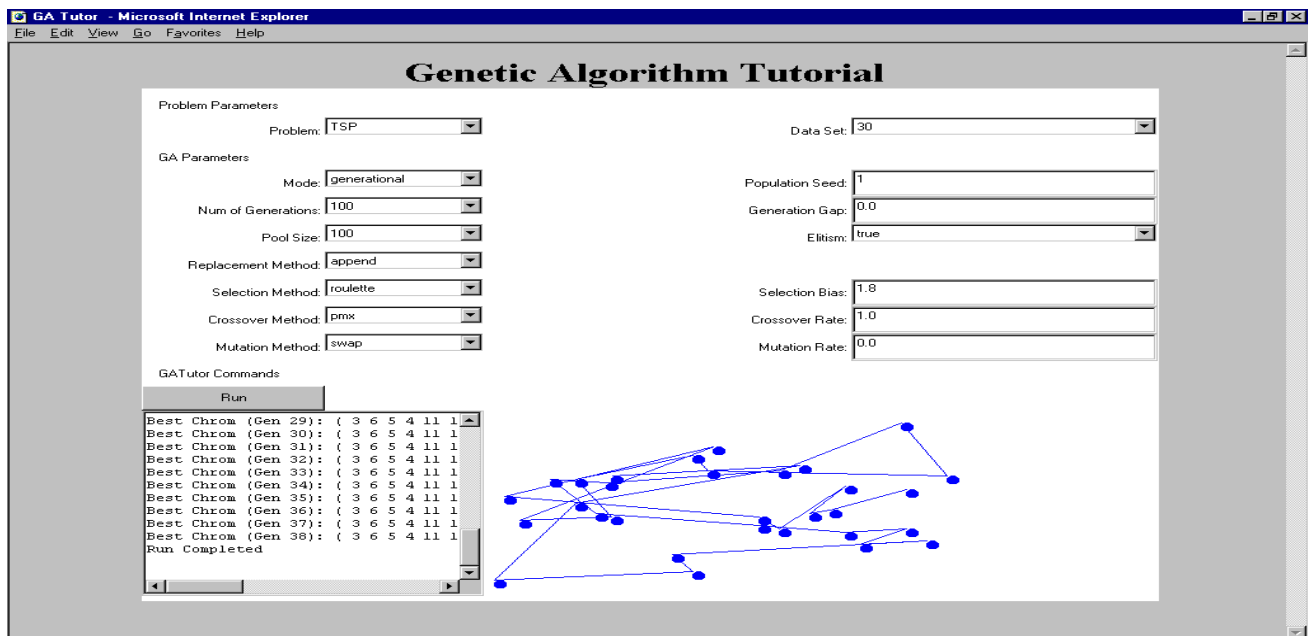 GA Tutor - Microsoft Internet Explorer
File Edit View Go Favorites Help
Genetic Algorithm Tutorial
Problem Parameters
Problem: TSP Data Set: 30
GA Parameters
Mode: generational Population Seed: 1
Num of Generations: 100 Generation Gap: 0.0
Pool Size: 100 Elitism: true
Replacement Method: append
Selection Method: roulette Selection Bias: 1.8
Crossover Method: pmx Crossover Rate: 1.0
Mutation Method: swap Mutation Rate: 0.0
GATutor Commands
Run
Best Chrom (Gen 29): ( 3 6 5 4 11 1
Best Chrom (Gen 30): ( 3 6 5 4 11 1
Best Chrom (Gen 31): ( 3 6 5 4 11 1
Best Chrom (Gen 32): ( 3 6 5 4 11 1
Best Chrom (Gen 33): ( 3 6 5 4 11 1
Best Chrom (Gen 34): ( 3 6 5 4 11 1
Best Chrom (Gen 35): ( 3 6 5 4 11 1
Best Chrom (Gen 36): ( 3 6 5 4 11 1
Best Chrom (Gen 37): ( 3 6 5 4 11 1
Best Chrom (Gen 38): ( 3 6 5 4 11 1
Run Completed